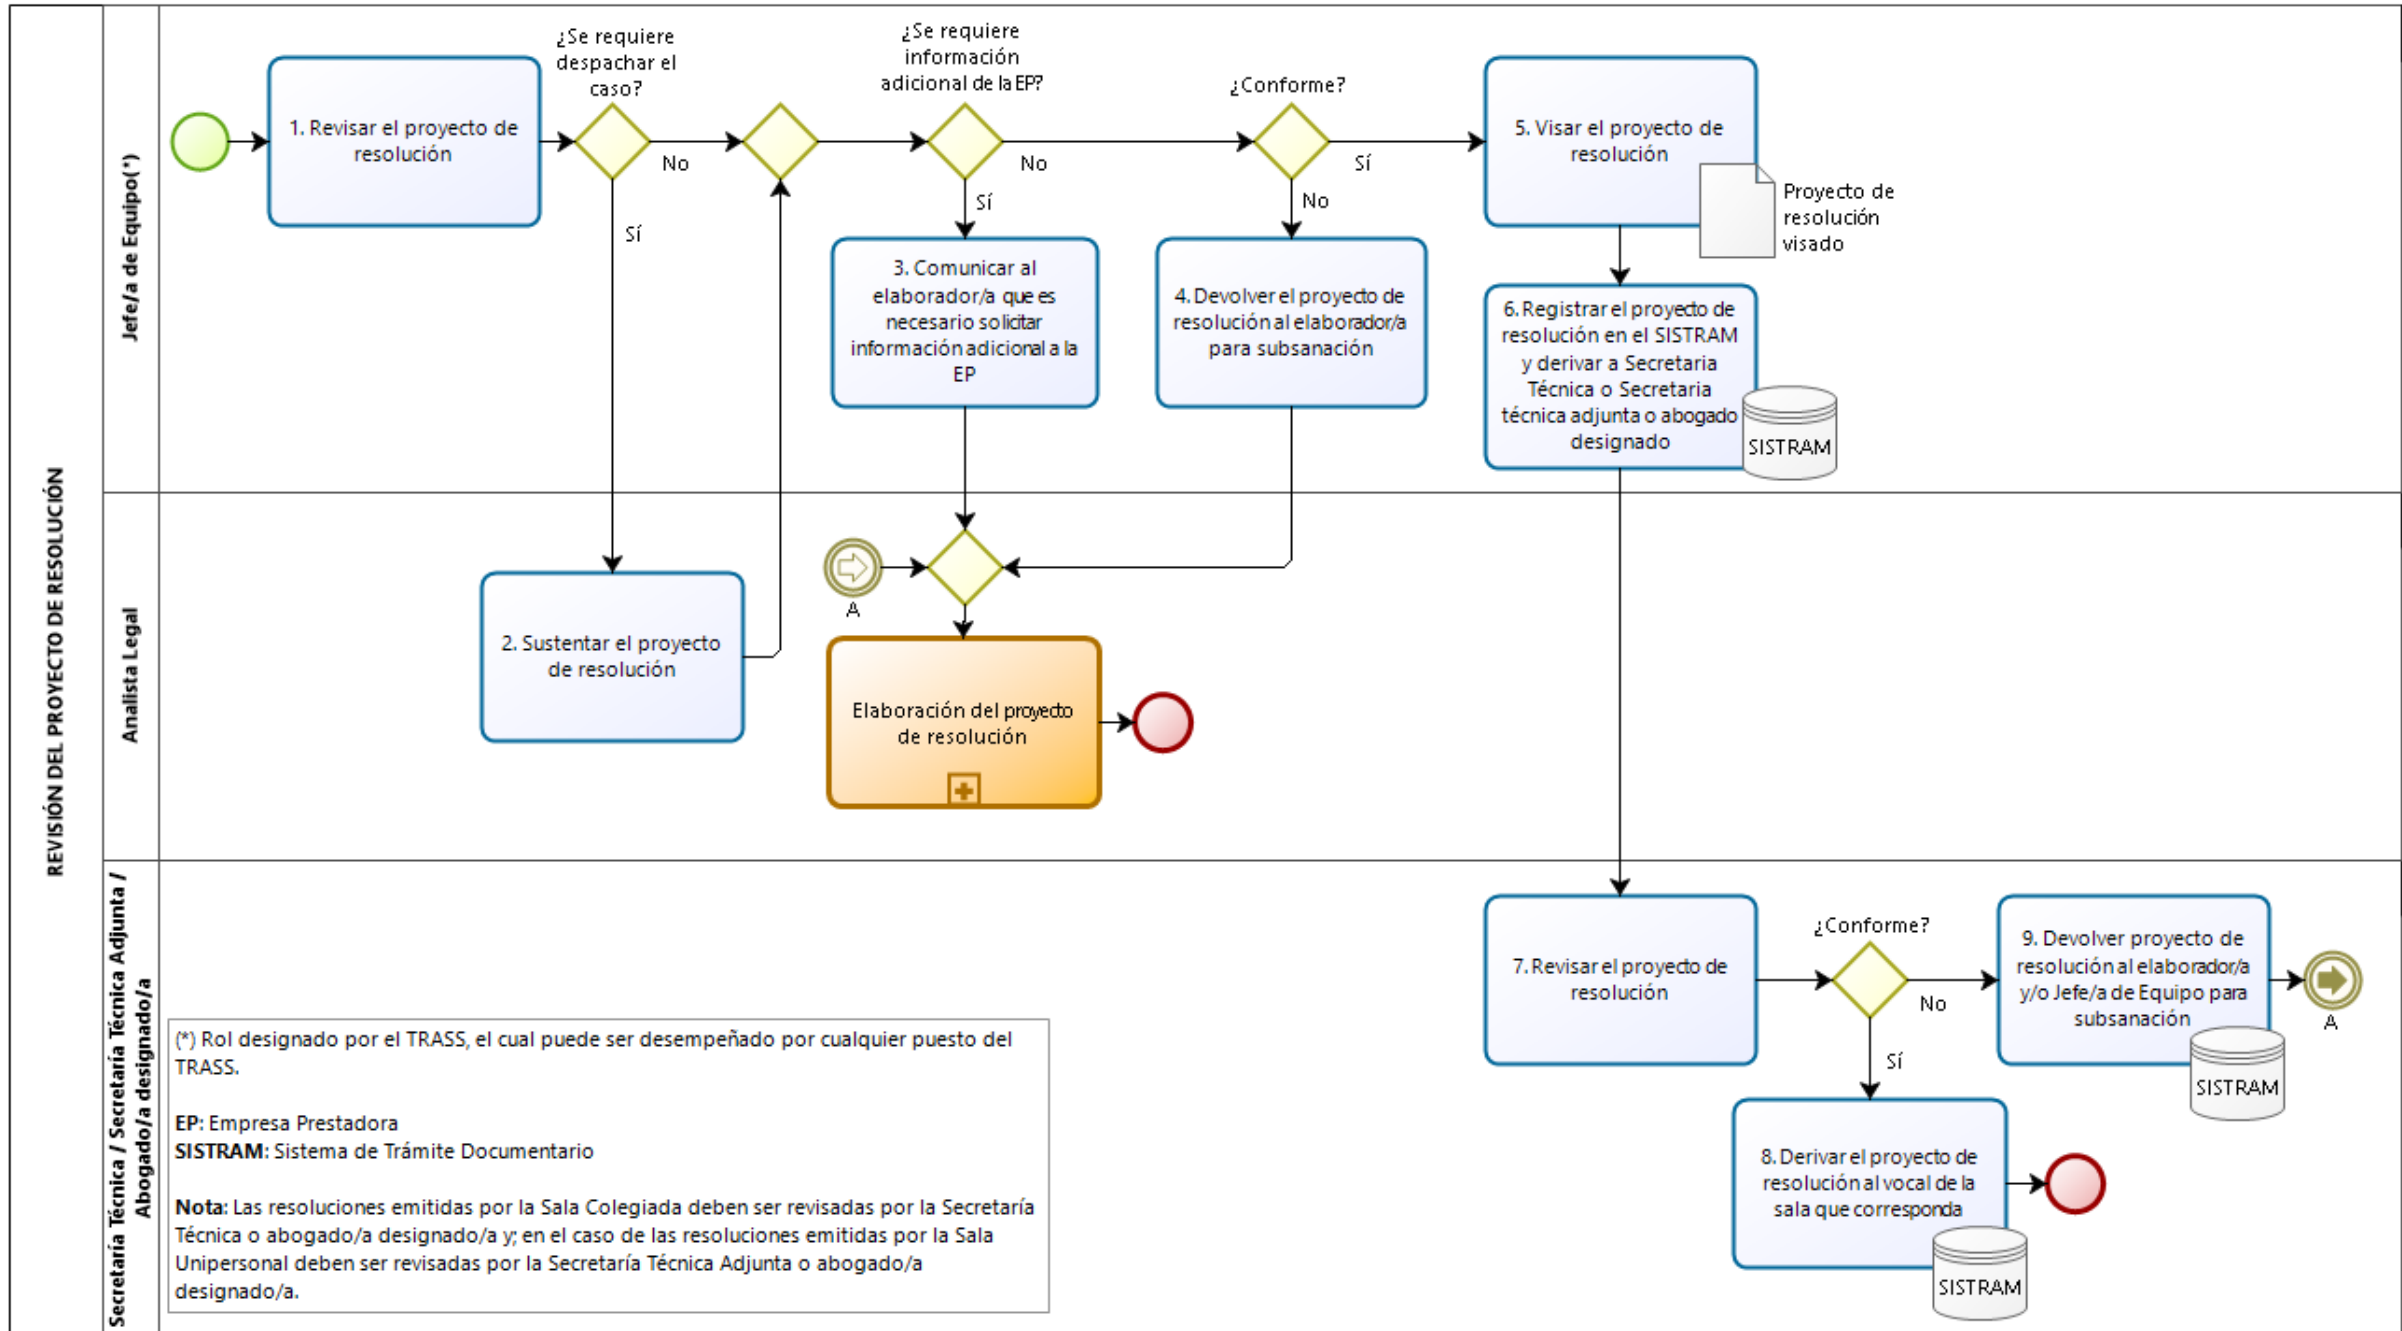 REVISIÓN DEL PROYECTO DE RESOLUCIÓN
Jefe/a de Equipo(*)
1. Revisar el proyecto de
resolución
¿Se requiere
despachar el
caso?
No
Sí
¿Se requiere
información
adicional de la EP?
No
Sí
¿Conforme?
Sí
No
3. Comunicar al
elaborador/a que es
necesario solicitar
información adicional a la
EP
4. Devolver el proyecto de
resolución al elaborador/a
para subsanación
5. Visar el proyecto de
resolución
Proyecto de
resolución
visado
6. Registrar el proyecto de
resolución en el SISTRAM
y derivar a Secretaria
Técnica o Secretaria
técnica adjunta o abogado
designado
SISTRAM
Analista Legal
2. Sustentar el proyecto
de resolución
A
Elaboración del proyecto
de resolución
Secretaría Técnica / Secretaría Técnica Adjunta /
Abogado/a designado/a
7. Revisar el proyecto de
resolución
¿Conforme?
No
Sí
9. Devolver proyecto de
resolución al elaborador/a
y/o Jefe/a de Equipo para
subsanación
SISTRAM
A
8. Derivar el proyecto de
resolución al vocal de la
sala que corresponda
SISTRAM
(*) Rol designado por el TRASS, el cual puede ser desempeñado por cualquier puesto del
TRASS.
EP: Empresa Prestadora
SISTRAM: Sistema de Trámite Documentario
Nota: Las resoluciones emitidas por la Sala Colegiada deben ser revisadas por la Secretaría
Técnica o abogado/a designado/a y; en el caso de las resoluciones emitidas por la Sala
Unipersonal deben ser revisadas por la Secretaría Técnica Adjunta o abogado/a
designado/a.